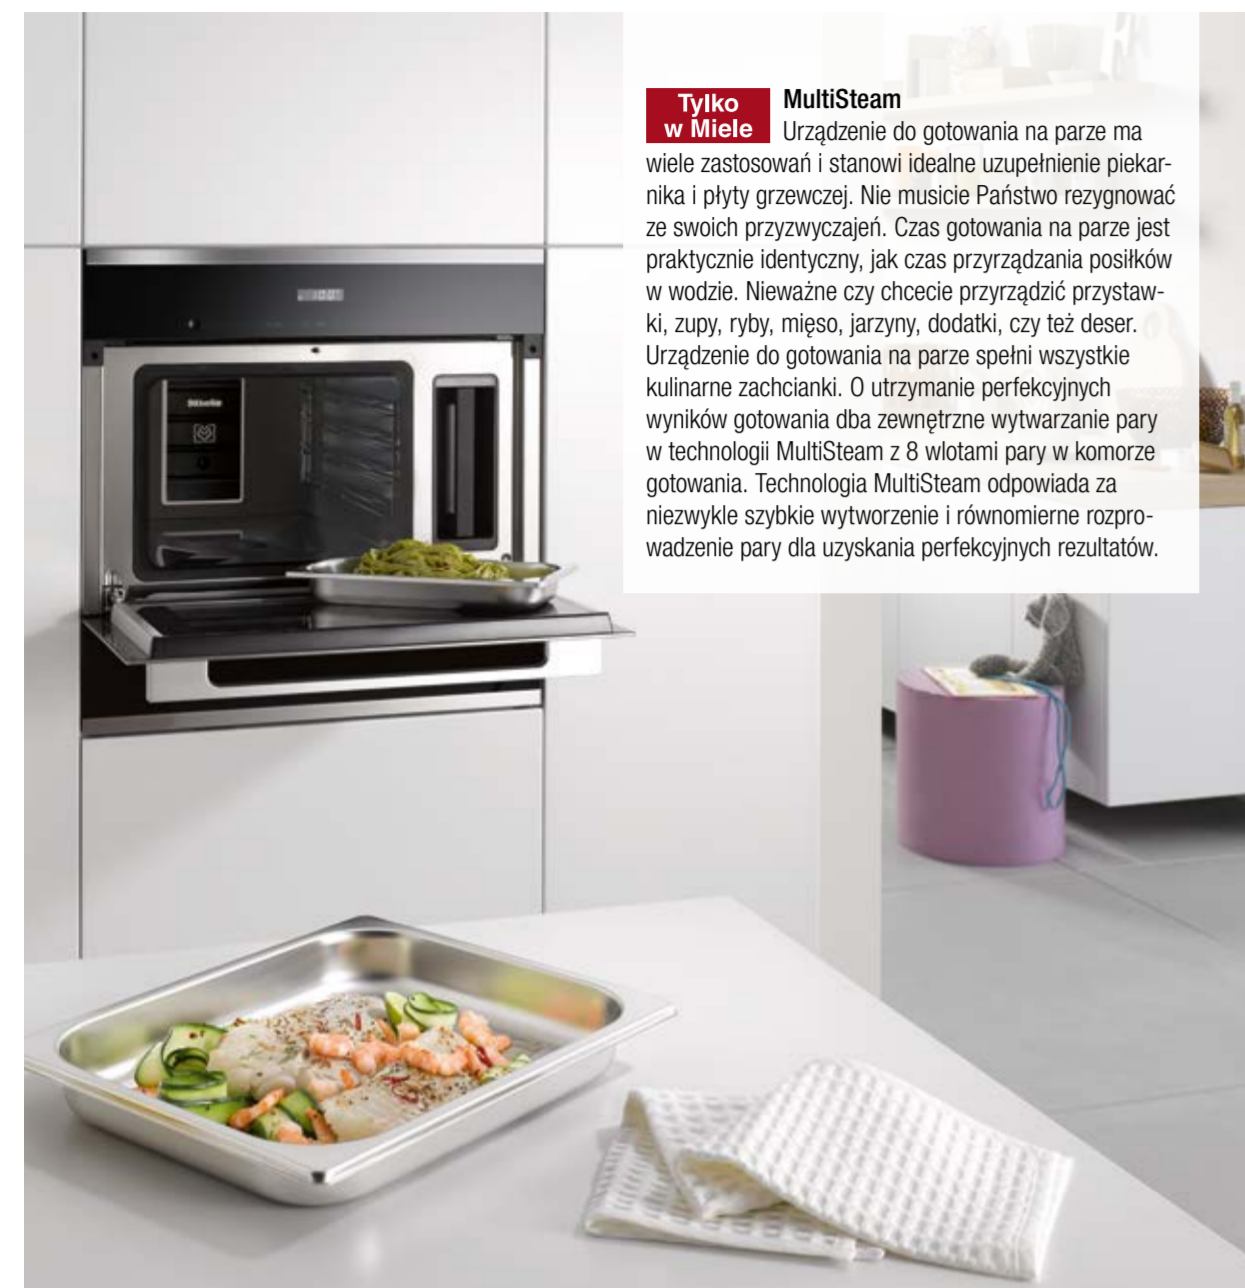 Tylko
w Miele
MultiSteam
Urządzenie do gotowania na parze ma
wiele zastosowań i stanowi idealne uzupełnienie piekar-
nika i płyty grzewczej. Nie musicie Państwo rezygnować
ze swoich przyzwyczajeń. Czas gotowania na parze jest
praktycznie identyczny, jak czas przyrządzania posiłków
w wodzie. Nieważne czy chcecie przyrządzić przystaw-
ki, zupy, ryby, mięso, jarzyny, dodatki, czy też deser.
Urządzenie do gotowania na parze spełni wszystkie
kulinarne zachcianki. O utrzymanie perfekcyjnych
wyników gotowania dba zewnętrzne wytwarzanie pary
w technologii MultiSteam z 8 wlotami pary w komorze
gotowania. Technologia MultiSteam odpowiada za
niezwykle szybkie wytworzenie i równomierne rozpro-
wadzenie pary dla uzyskania perfekcyjnych rezultatów.
100
Miele